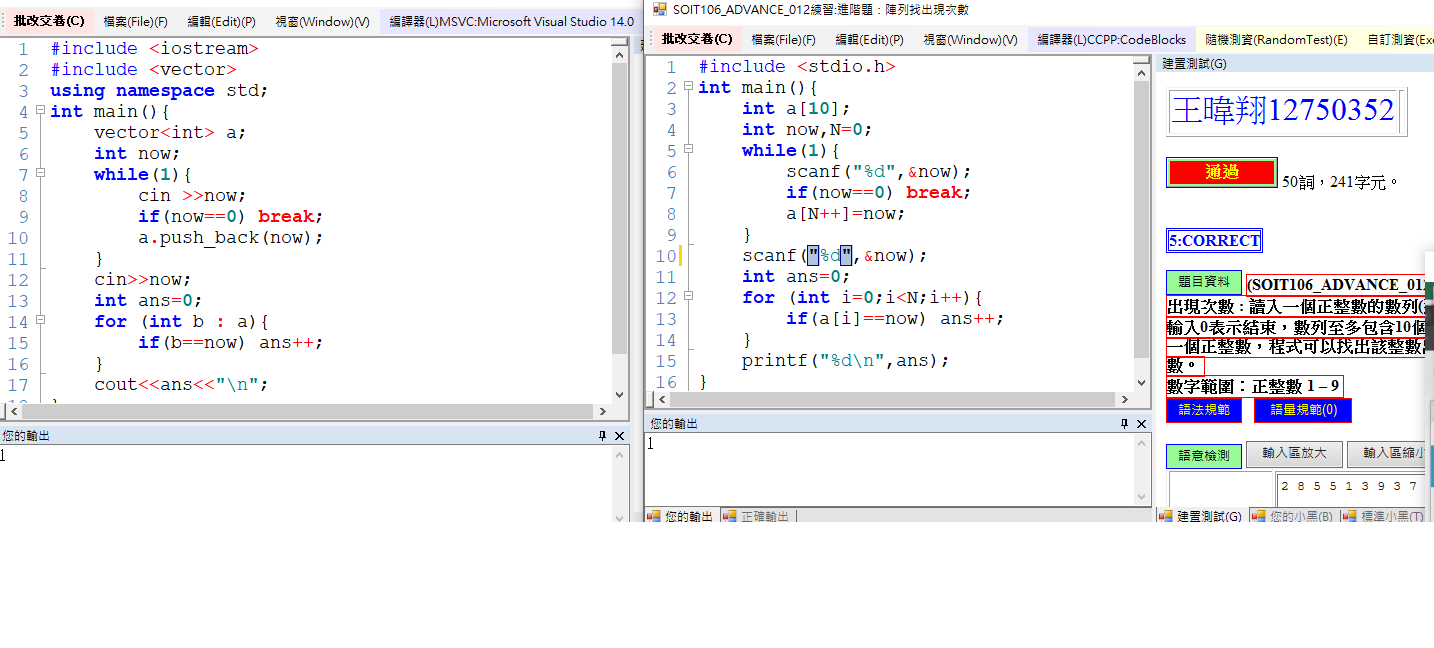 批改交卷(C) 檔案(File)(F) 編輯(Edit)(P) 視窗(Window)(V) 編譯器(L)MSVC:Microsoft Visual Studio 14.0
1 #include <iostream>
2 #include <vector>
3 using namespace std;
4 int main(){
5 vector<int> a;
6 int now;
7 while(1){
8 cin >>now;
9 if(now==0) break;
10 a.push_back(now);
11 }
12 cin>>now;
13 int ans=0;
14 for (int b : a){
15 if(b==now) ans++;
16 }
17 cout<<ans<<"\n";
您的輸出
1
SOIT106_ADVANCE_012練習:進階題：陣列找出現次數
批改交卷(C) 檔案(File)(F) 編輯(Edit)(P) 視窗(Window)(V) 編譯器(L)CCPP:CodeBlocks 隨機測資(RandomTest)(E) 自訂測資(Exe
1 #include <stdio.h>
2 int main(){
3 int a[10];
4 int now,N=0;
5 while(1){
6 scanf("%d",&now);
7 if(now==0) break;
8 a[N++]=now;
9 }
10 scanf("%d",&now);
11 int ans=0;
12 for (int i=0;i<N;i++){
13 if(a[i]==now) ans++;
14 }
15 printf("%d\n",ans);
16 }
您的輸出
1
您的輸出 正確輸出
建置測試(G)
王暐翔12750352
通過 50詞，241字元。
5:CORRECT
題目資料 (SOIT106_ADVANCE_01
出現次數：讀入一個正整數的數列(
輸入0表示結束，數列至多包含10個
一個正整數，程式可以找出該整數
數。
數字範圍：正整數 1 – 9
語法規範 語量規範(0)
語意檢測 輸入區放大 輸入區縮小
2 8 5 5 1 3 9 3 7
建置測試(G) 您的小黑(B) 標準小黑(T)